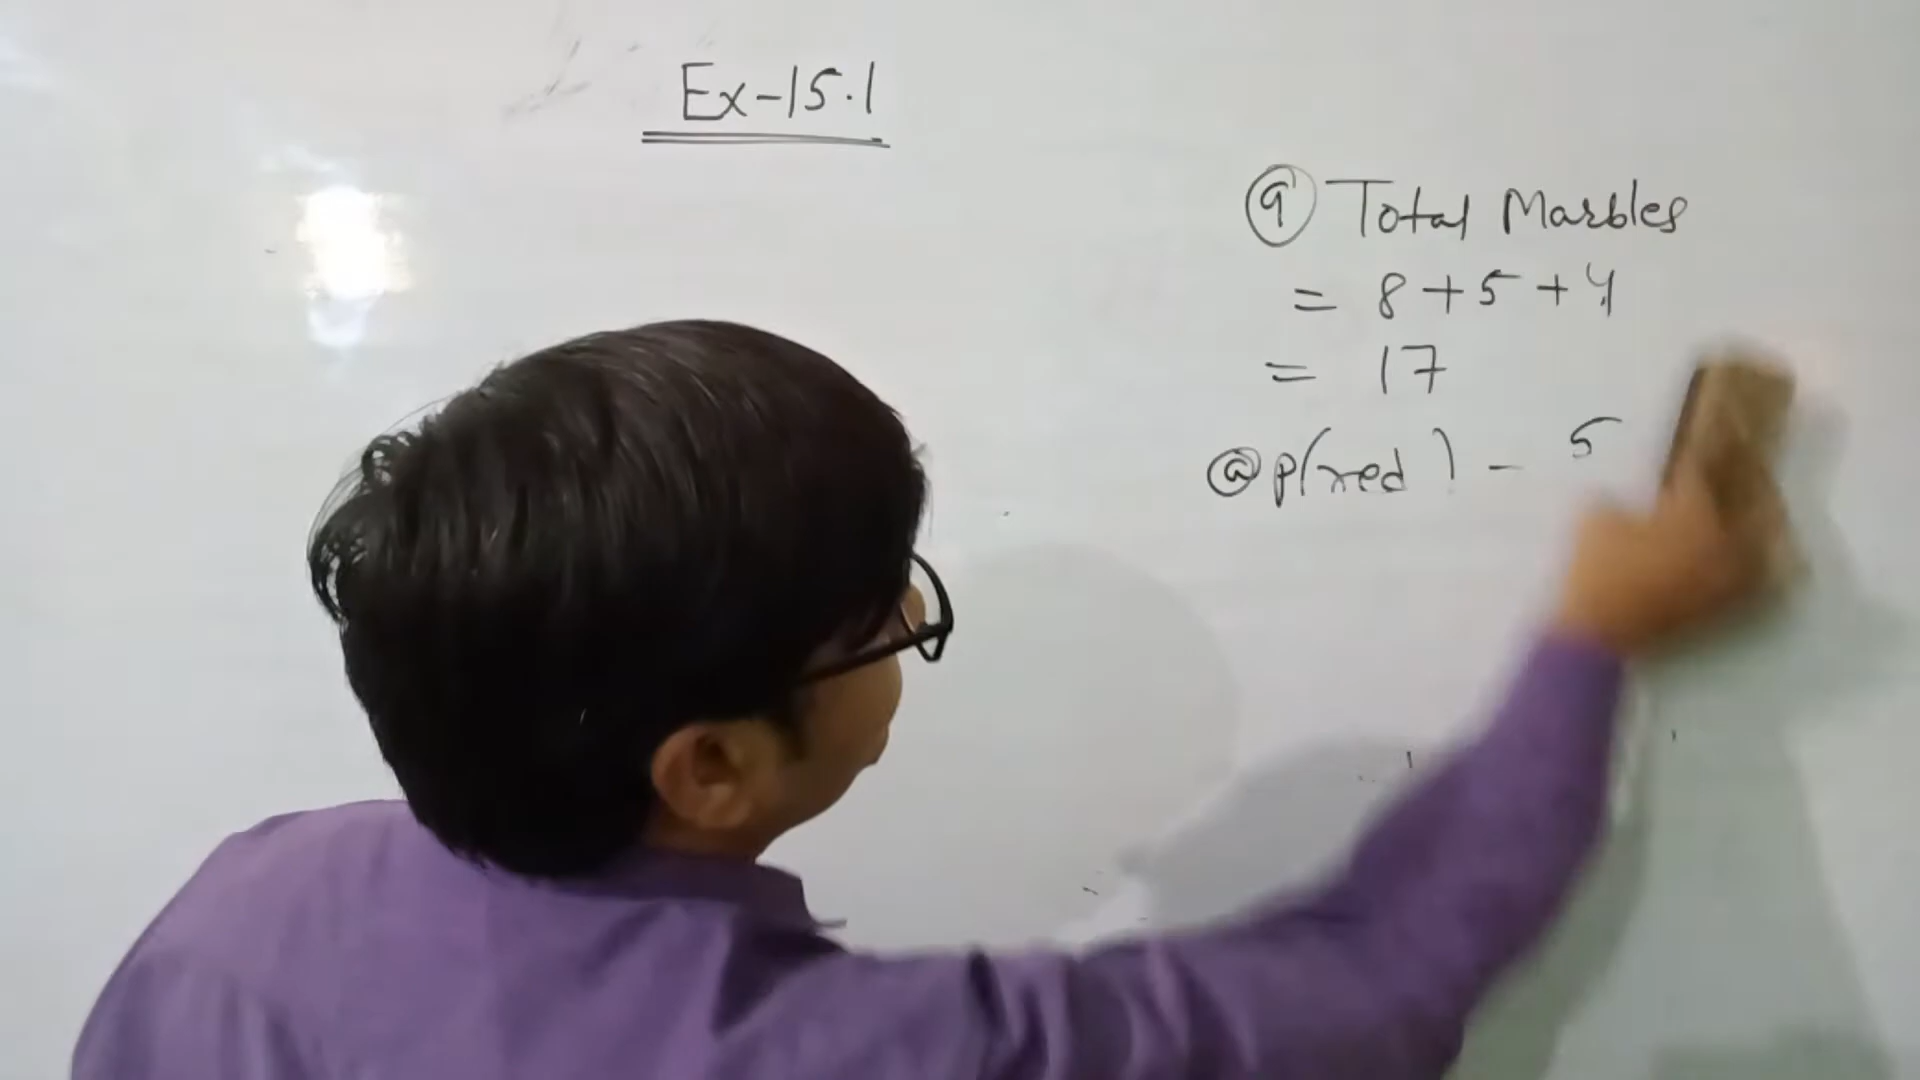 Ex-15.1
9 Total Marbles
= 8+5+4
= 17
@ P(red) - 5